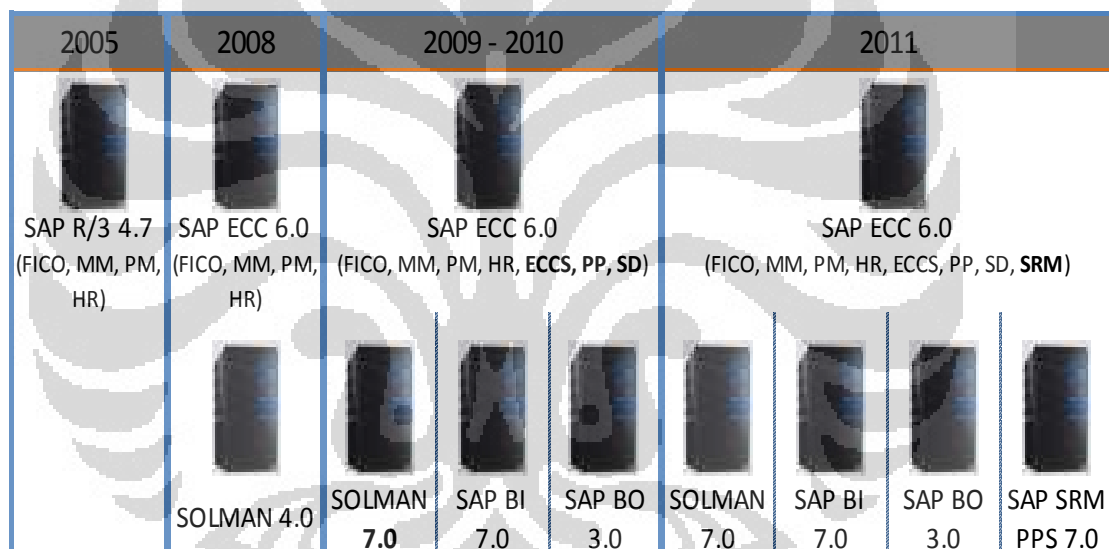 2005
2008
2009 - 2010
2011
SAP R/3 4.7
(FICO, MM, PM,
HR)
SAP ECC 6.0
(FICO, MM, PM,
HR)
SAP ECC 6.0
(FICO, MM, PM, HR, ECCS, PP, SD)
SAP ECC 6.0
(FICO, MM, PM, HR, ECCS, PP, SD, SRM)
SOLMAN 4.0
SOLMAN
7.0
SAP BI
7.0
SAP BO
3.0
SOLMAN
7.0
SAP BI
7.0
SAP BO
3.0
SAP SRM
PPS 7.0